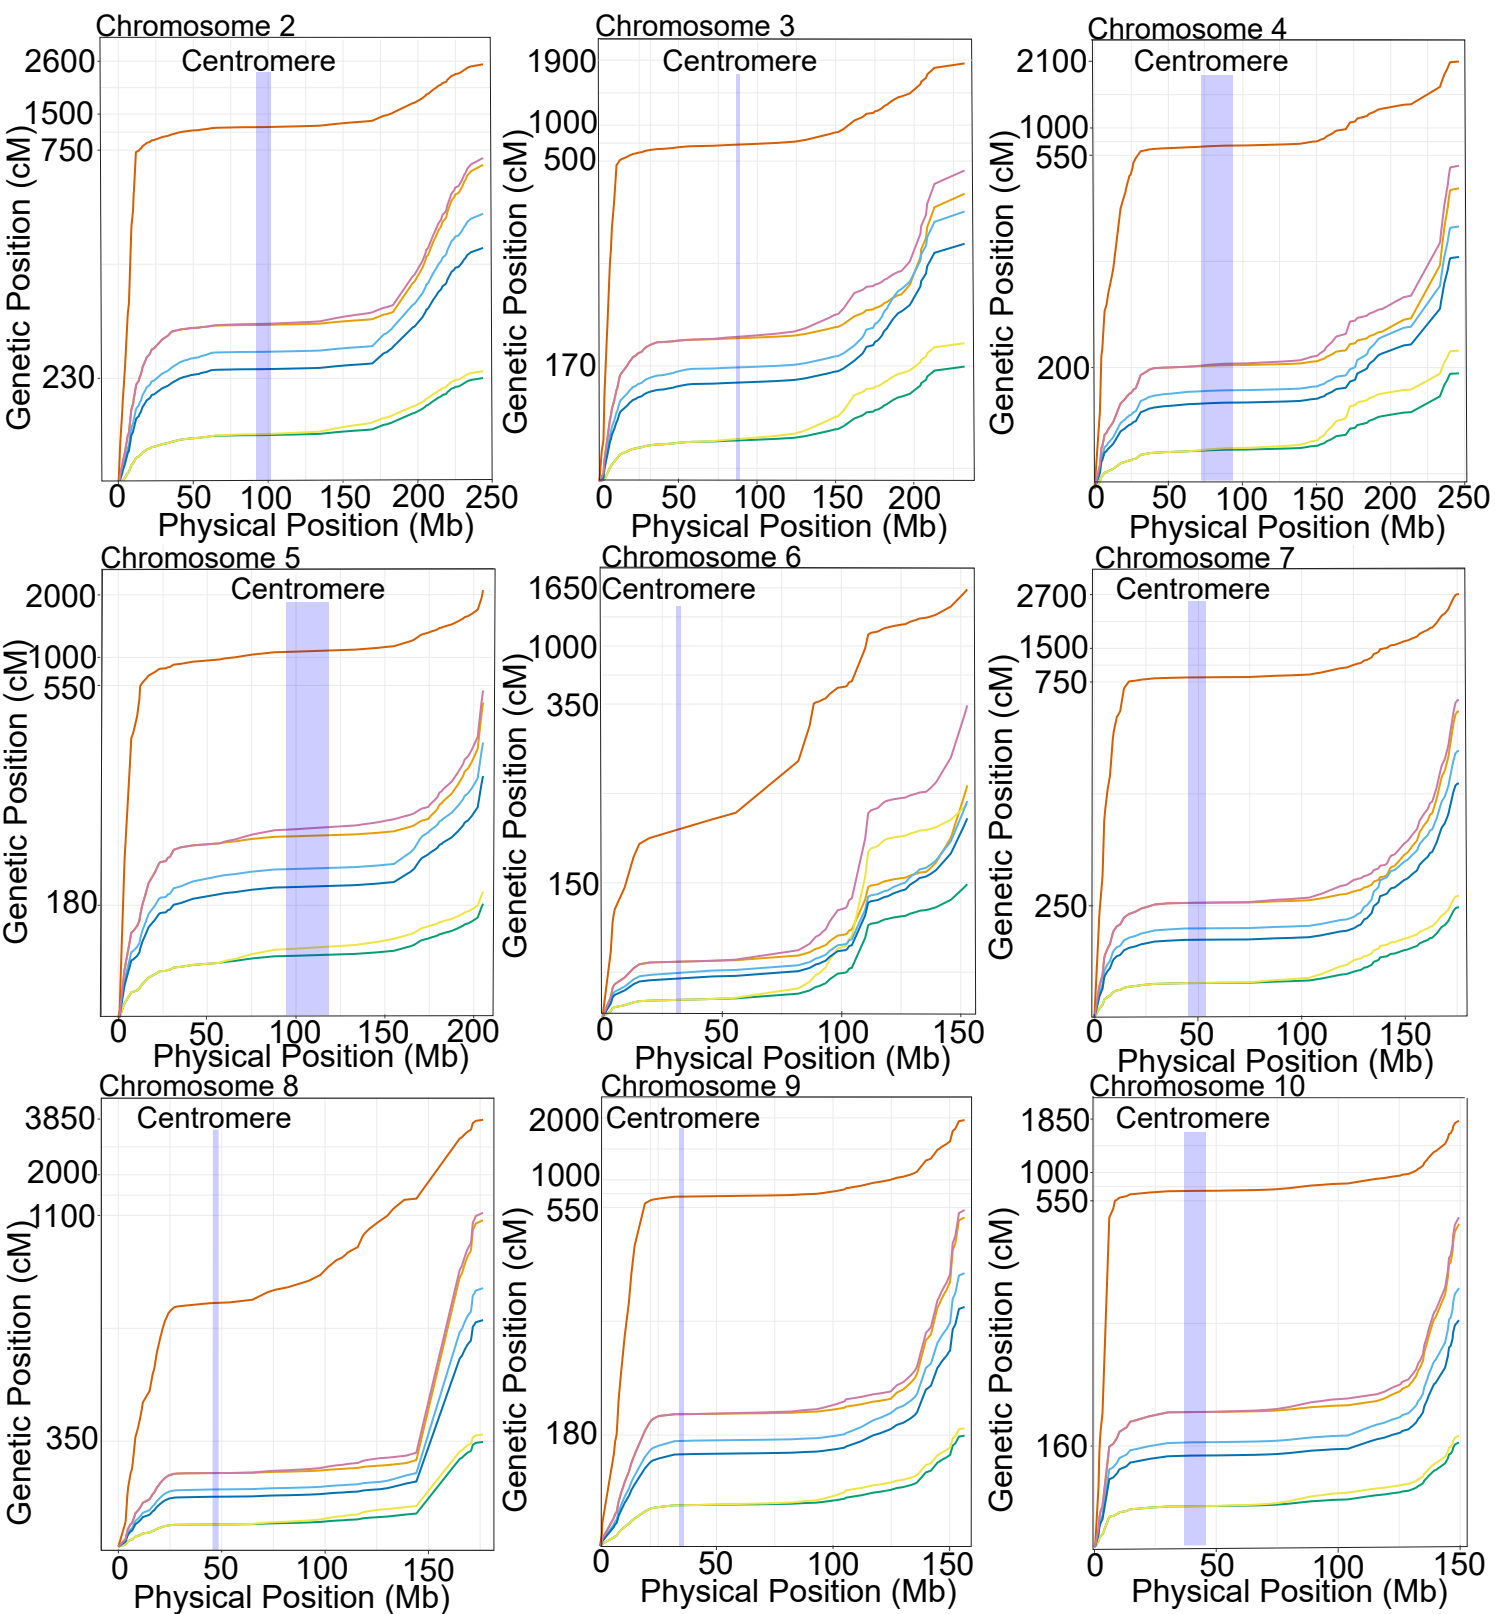 Chromosome 2
Centromere
2600
1500
750
230
Genetic Position (cM)
0 50 100 150 200 250
Physical Position (Mb)
Chromosome 3
Centromere
1900
1000
500
170
Genetic Position (cM)
0 50 100 150 200
Physical Position (Mb)
Chromosome 4
Centromere
2100
1000
550
200
Genetic Position (cM)
0 50 100 150 200 250
Physical Position (Mb)
Chromosome 5
Centromere
2000
1000
550
180
Genetic Position (cM)
0 50 100 150 200
Physical Position (Mb)
Chromosome 6
Centromere
1650
1000
350
150
Genetic Position (cM)
0 50 100 150
Physical Position (Mb)
Chromosome 7
Centromere
2700
1500
750
250
Genetic Position (cM)
0 50 100 150
Physical Position (Mb)
Chromosome 8
Centromere
3850
2000
1100
350
Genetic Position (cM)
0 50 100 150
Physical Position (Mb)
Chromosome 9
Centromere
2000
1000
550
180
Genetic Position (cM)
0 50 100 150
Physical Position (Mb)
Chromosome 10
Centromere
1850
1000
550
160
Genetic Position (cM)
0 50 100 150
Physical Position (Mb)